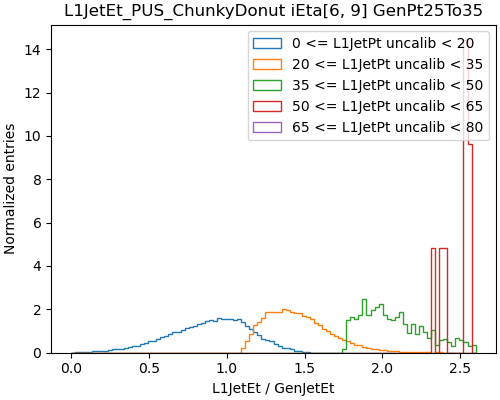 L1JetEt_PUS_ChunkyDonut iEta[6, 9] GenPt25To35
0 <= L1JetPt uncalib < 20
20 <= L1JetPt uncalib < 35
35 <= L1JetPt uncalib < 50
50 <= L1JetPt uncalib < 65
65 <= L1JetPt uncalib < 80
Normalized entries
14
12
10
8
6
4
2
0
0.0 0.5 1.0 1.5 2.0 2.5
L1JetEt / GenJetEt